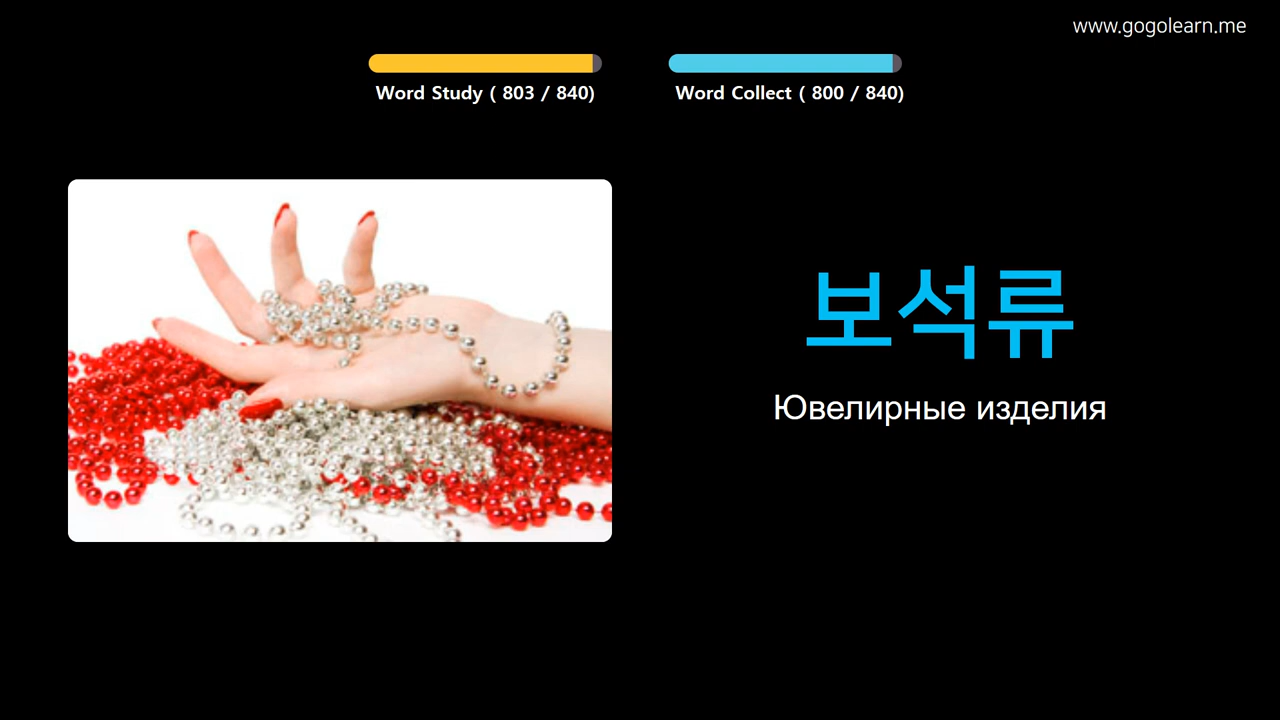 www.gogolearn.me
Word Study ( 803 / 840)
Word Collect ( 800 / 840)
보석류
Ювелирные изделия